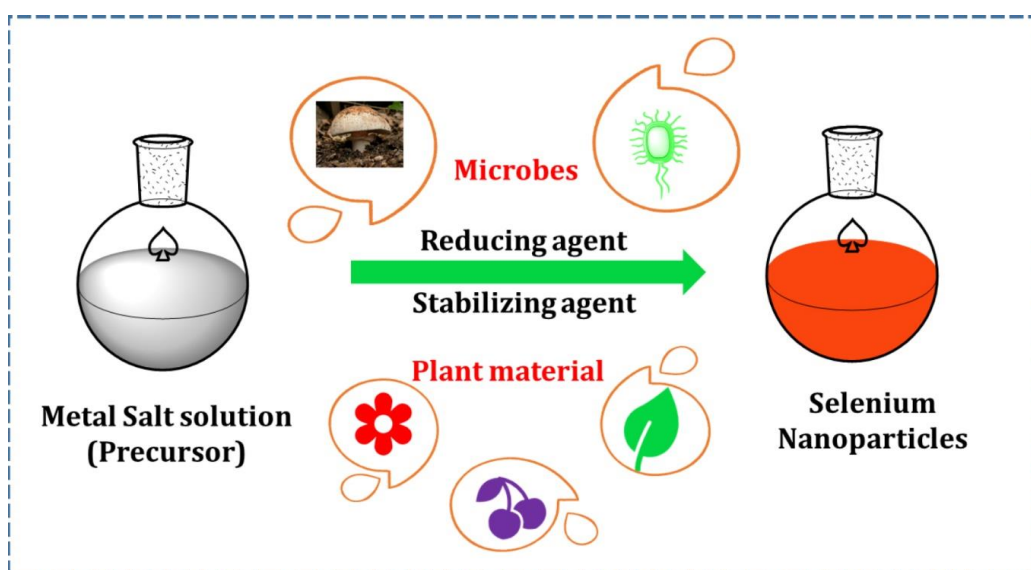 Microbes
Reducing agent
Stabilizing agent
Plant material
Metal Salt solution
(Precursor)
Selenium
Nanoparticles